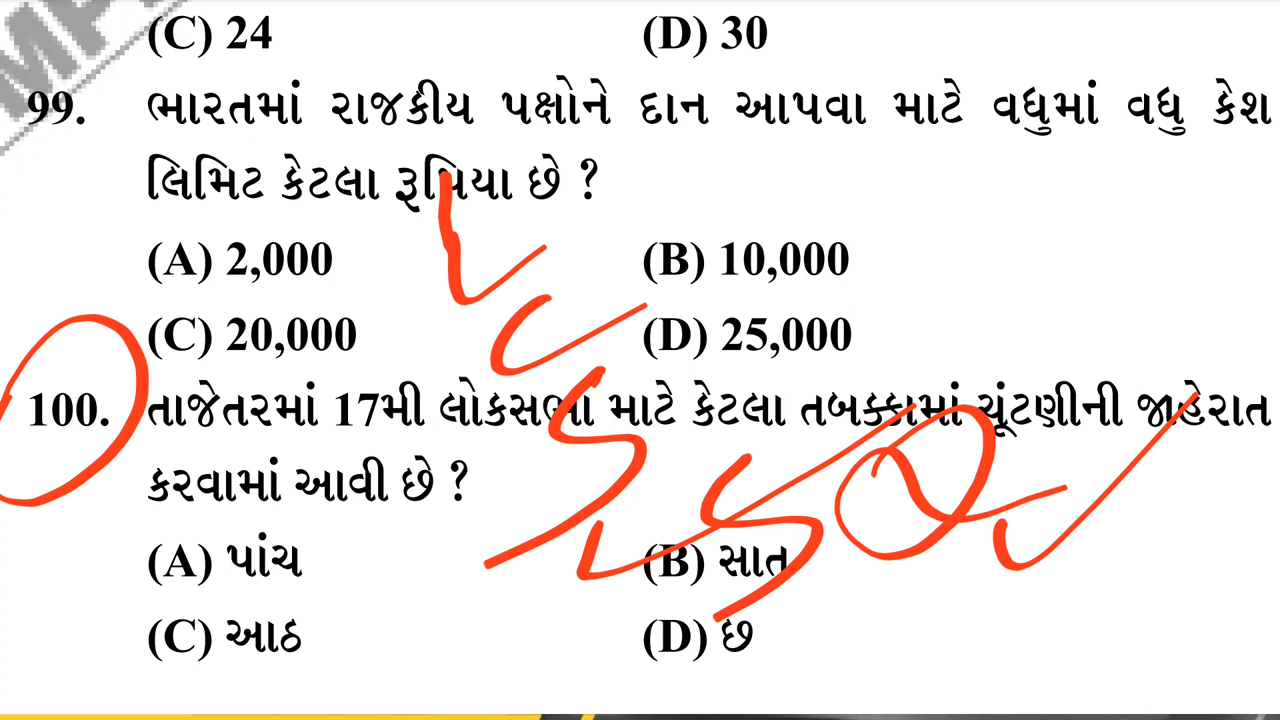 (C) 24 (D) 30
99. ભારતમાં રાજકીય પક્ષોને દાન આપવા માટે વધુમાં વધુ કેશ
લિમિટ કેટલા રૂપિયા છે ?
(A) 2,000 (B) 10,000
(C) 20,000 (D) 25,000
100. તાજેતરમાં 17મી લોકસભા માટે કેટલા તબક્કામાં ચૂંટણીની જાહેરાત
કરવામાં આવી છે ?
(A) પાંચ (B) સાત
(C) આઠ (D) છ